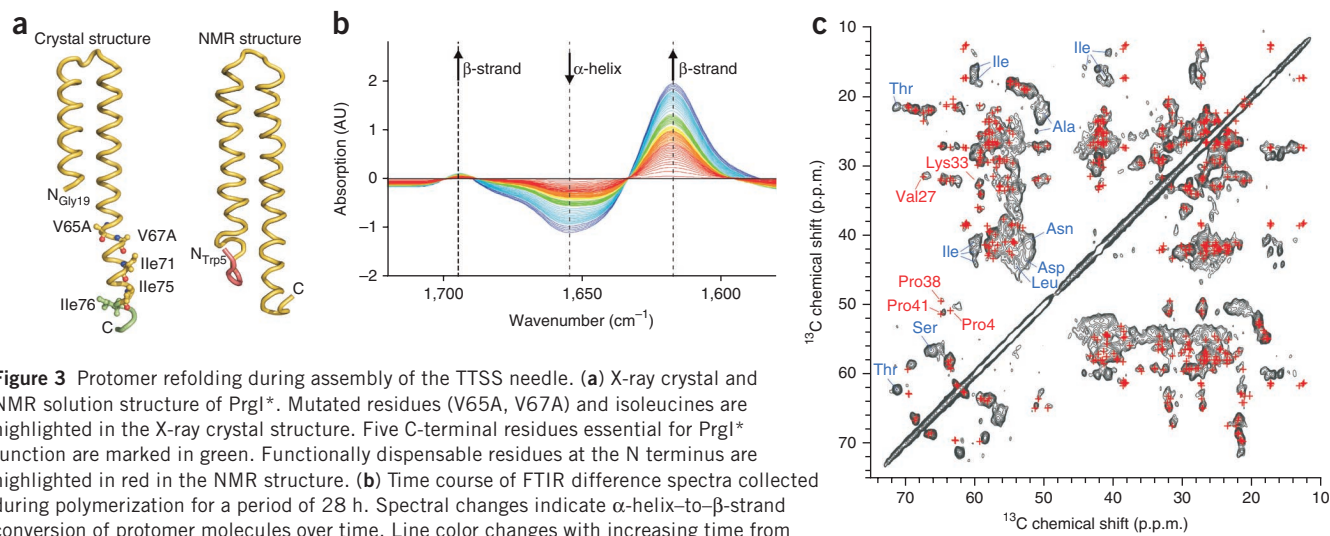 a
Crystal structure
NMR structure
N Gly19
V65A
V67A
Ile71
Ile75
Ile76
C
N Trp5
C
b
β-strand
α-helix
β-strand
Absorption (AU)
2
1
0
−1
−2
1,700
1,650
1,600
Wavenumber (cm−1)
c
13C chemical shift (p.p.m.)
10
20
30
40
50
60
70
Ile
Ile
Thr
Ala
Lys33
Val27
Asn
Ile
Asp
Leu
Pro38
Pro41
Pro4
Ser
Thr
70
60
50
40
30
20
10
13C chemical shift (p.p.m.)
Figure 3 Protomer refolding during assembly of the TTSS needle. (a) X-ray crystal and
NMR solution structure of PrgI*. Mutated residues (V65A, V67A) and isoleucines are
highlighted in the X-ray crystal structure. Five C-terminal residues essential for PrgI*
function are marked in green. Functionally dispensable residues at the N terminus are
highlighted in red in the NMR structure. (b) Time course of FTIR difference spectra collected
during polymerization for a period of 28 h. Spectral changes indicate α-helix–to–β-strand
conversion of protomer molecules over time. Line color changes with increasing time from